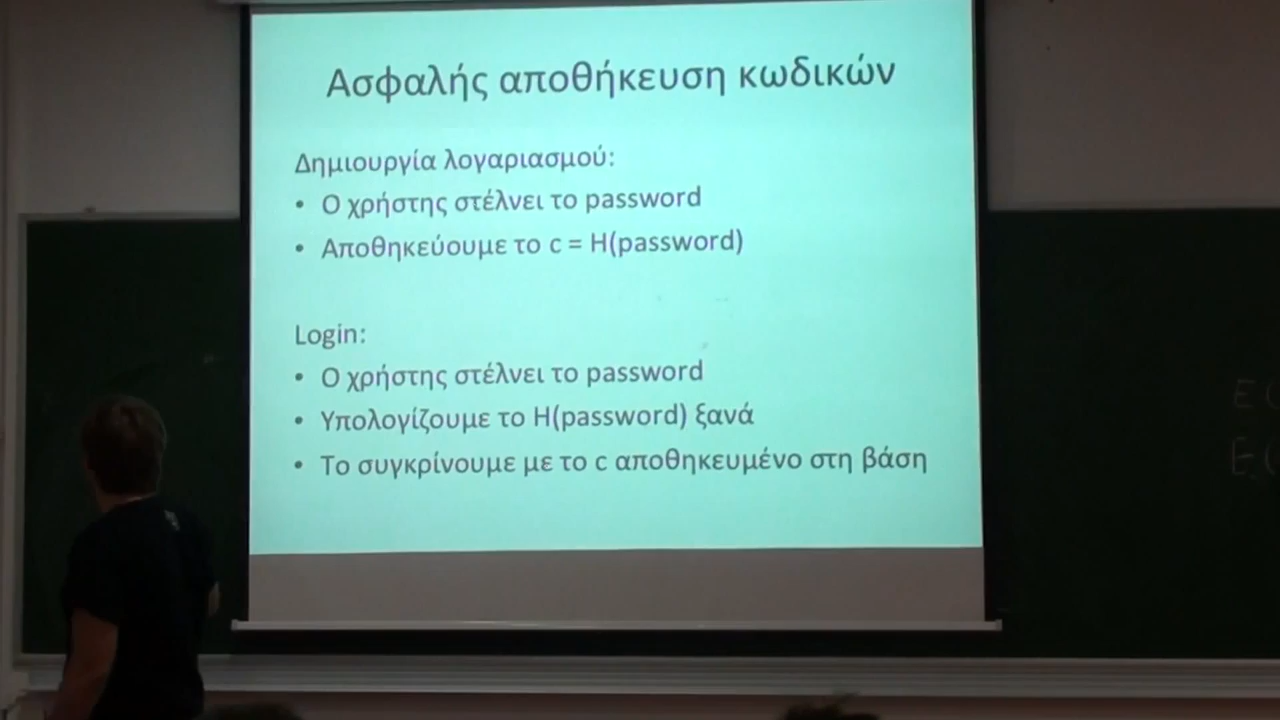 Ασφαλής αποθήκευση κωδικών
Δημιουργία λογαριασμού:
• Ο χρήστης στέλνει το password
• Αποθηκεύουμε το c = H(password)
Login:
• Ο χρήστης στέλνει το password
• Υπολογίζουμε το H(password) ξανά
• Το συγκρίνουμε με το c αποθηκευμένο στη βάση
E(
E(